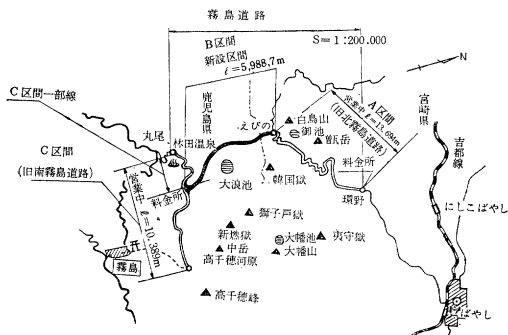 霧島道路
S=1:200.000
B区間
新設区間
ℓ=5,988,7m
N
C区間一部線
鹿児島県
えびの
白鳥山
御池
甑岳
A区間
(旧北霧島道路)
営業中 ℓ=13,694m
宮崎県
吉都線
丸尾
林田温泉
C区間
(旧南霧島道路)
営業中
ℓ=10,389m
料金所
大浪池
韓国獄
料金所
環野
にしこばやし
獅子戸獄
新燃獄
中岳
高千穂河原
大幡池
大幡山
夷守獄
霧島
高千穂峰
こばやし